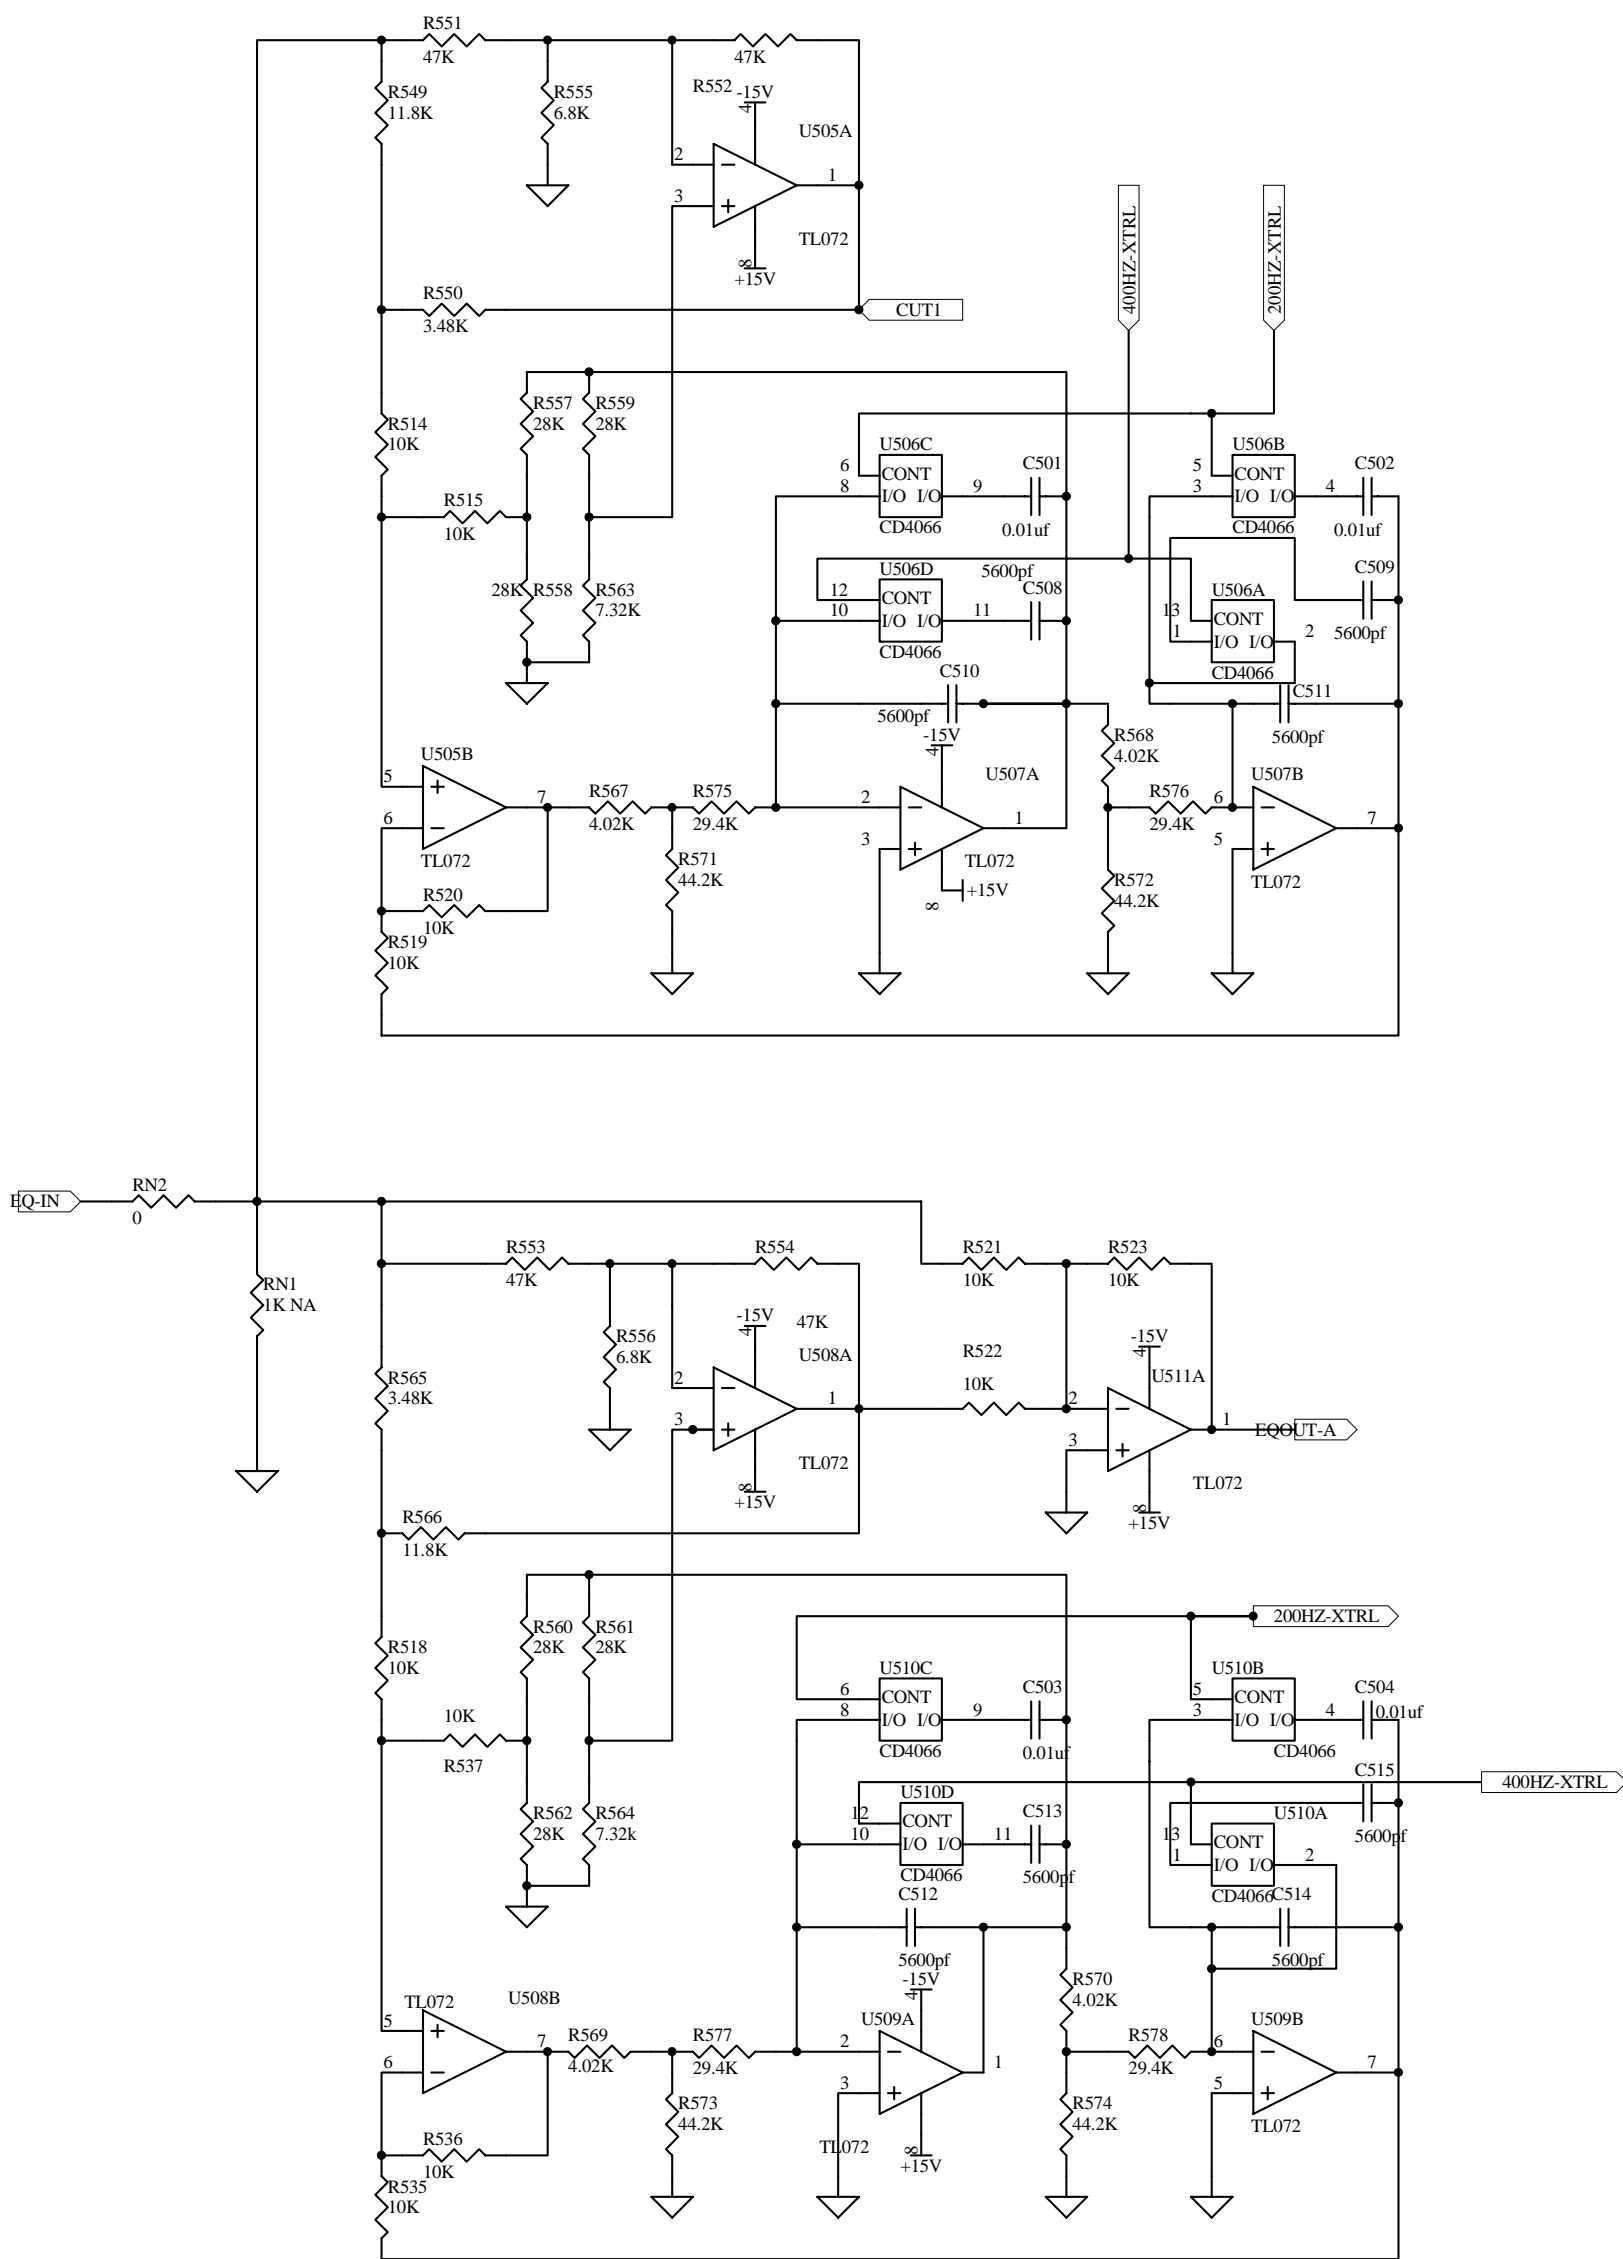 R551
47K
47K
R552
-15V
4
R549
11.8K
R555
6.8K
U505A
2
1
3
TL072
8
+15V
400HZ-XTRL
200HZ-XTRL
R550
3.48K
CUT1
R557
28K
R559
28K
R514
10K
R515
10K
28K
R558
R563
7.32K
U506C
6
CONT
8
I/O I/O
9
CD4066
C501
0.01uf
U506B
5
CONT
3
I/O I/O
4
CD4066
C502
0.01uf
U506D
12
CONT
10
I/O I/O
11
CD4066
5600pf
C508
C509
5600pf
U506A
13
CONT
1
I/O I/O
2
CD4066
C510
5600pf
C511
5600pf
-15V
4
U507A
R568
4.02K
U505B
5
7
6
TL072
R567
4.02K
R575
29.4K
2
3
1
TL072
8
+15V
R576
29.4K
U507B
6
7
5
TL072
R571
44.2K
R572
44.2K
R520
10K
R519
10K
EQ-IN
RN2
0
RN1
1K NA
R553
47K
R554
47K
R521
10K
R523
10K
-15V
4
R556
6.8K
U508A
2
1
3
TL072
8
+15V
R522
10K
-15V
4
U511A
2
1
3
TL072
8
+15V
EQOUT-A
R565
3.48K
R566
11.8K
R560
28K
R561
28K
R518
10K
10K
R537
R562
28K
R564
7.32k
200HZ-XTRL
U510C
6
CONT
8
I/O I/O
9
CD4066
C503
0.01uf
U510B
5
CONT
3
I/O I/O
4
CD4066
C504
0.01uf
400HZ-XTRL
U510D
12
CONT
10
I/O I/O
11
CD4066
C513
5600pf
C515
5600pf
U510A
13
CONT
1
I/O I/O
2
CD4066
C512
5600pf
C514
5600pf
-15V
4
U509A
R570
4.02K
TL072
U508B
5
7
6
R569
4.02K
R577
29.4K
2
3
1
TL072
8
+15V
R578
29.4K
U509B
6
7
5
TL072
R573
44.2K
R574
44.2K
R536
10K
R535
10K